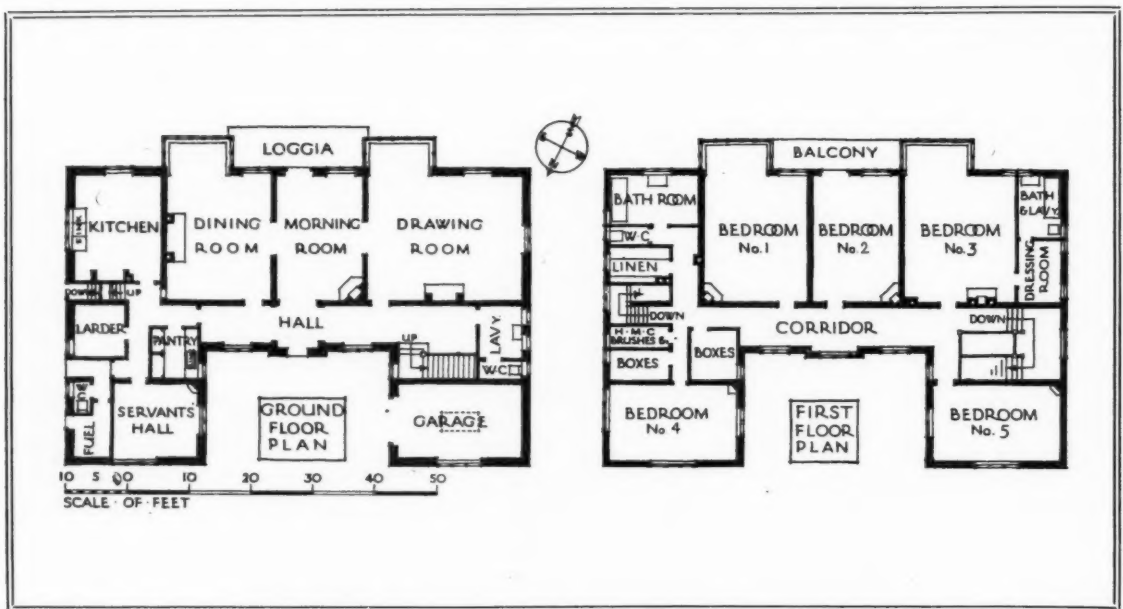 LOGGIA
KITCHEN
SINK
DINING
ROOM
MORNING
ROOM
DRAWING
ROOM
DOWN
UP
LARDER
PANTRY
HALL
UP
LAVY.
W.C.
SERVANTS
HALL
FUEL
GROUND
FLOOR
PLAN
GARAGE
10 5 0 10 20 30 40 50
SCALE · OF · FEET
BALCONY
BATH ROOM
W.C.
LINEN
BEDROOM
No. 1
BEDROOM
No. 2
BEDROOM
No. 3
BATH
& LAVY.
DRESSING
ROOM
DOWN
H·M·C
BRUSHES &c.
BOXES
BOXES
CORRIDOR
DOWN
BEDROOM
No. 4
FIRST
FLOOR
PLAN
BEDROOM
No. 5